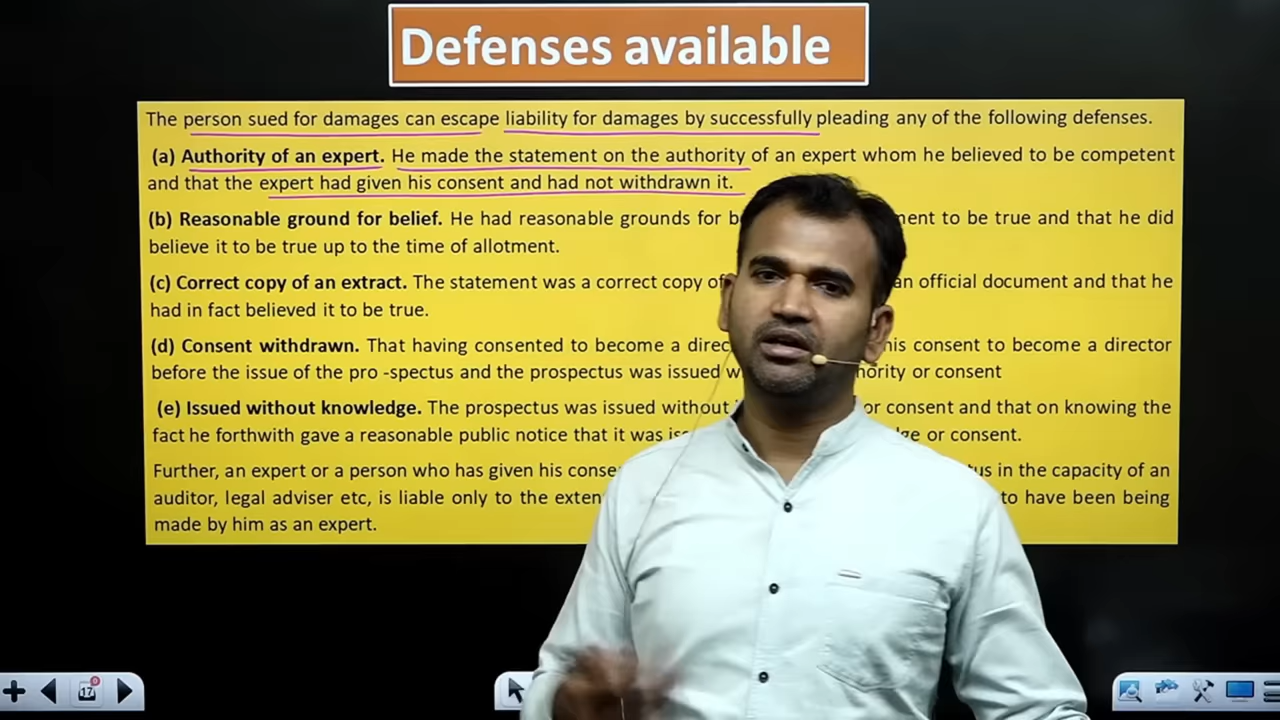 Defenses available
The person sued for damages can escape liability for damages by successfully pleading any of the following defenses.
(a) Authority of an expert. He made the statement on the authority of an expert whom he believed to be competent
and that the expert had given his consent and had not withdrawn it.
(b) Reasonable ground for belief. He had reasonable grounds for to be true and that he did
believe it to be true up to the time of allotment.
(c) Correct copy of an extract. The statement was a correct copy an official document and that he
had in fact believed it to be true.
(d) Consent withdrawn. That having consented to become a his consent to become a director
before the issue of the pro -spectus and the prospectus was issued or consent
(e) Issued without knowledge. The prospectus was issued without or consent and that on knowing the
fact he forthwith gave a reasonable public notice that it was or consent.
Further, an expert or a person who has given his in the capacity of an
auditor, legal adviser etc, is liable only to the to have been being
made by him as an expert.
17